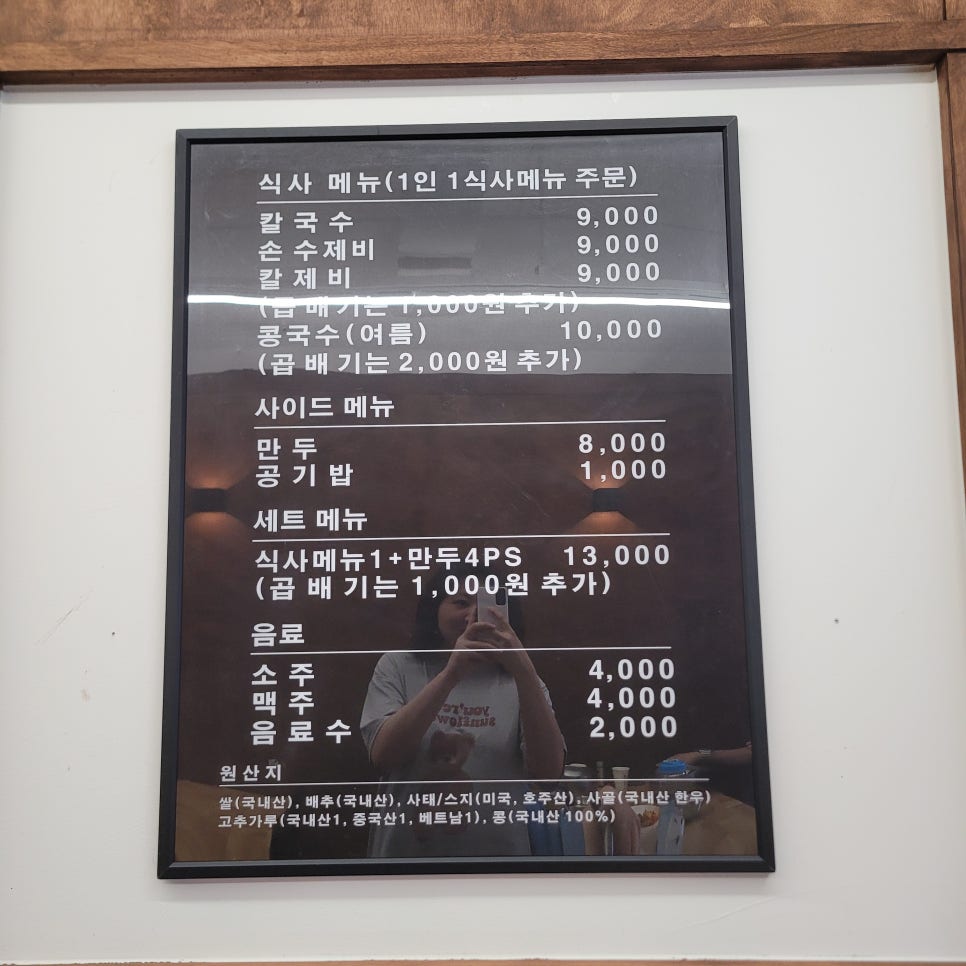 식사 메뉴(1인 1식사메뉴 주문)
칼국수 9,000
손수제비 9,000
칼제비 9,000
(곱배기는 1,000원 추가)
콩국수(여름) 10,000
(곱배기는 2,000원 추가)
사이드 메뉴
만두 8,000
공기밥 1,000
세트 메뉴
식사메뉴1+만두4PS 13,000
(곱배기는 1,000원 추가)
음료
소주 4,000
맥주 4,000
음료수 2,000
원산지
쌀(국내산), 배추(국내산), 사태/스지(미국, 호주산), 사골(국내산 한우)
고추가루(국내산1, 중국산1, 베트남1), 콩(국내산 100%)
you're